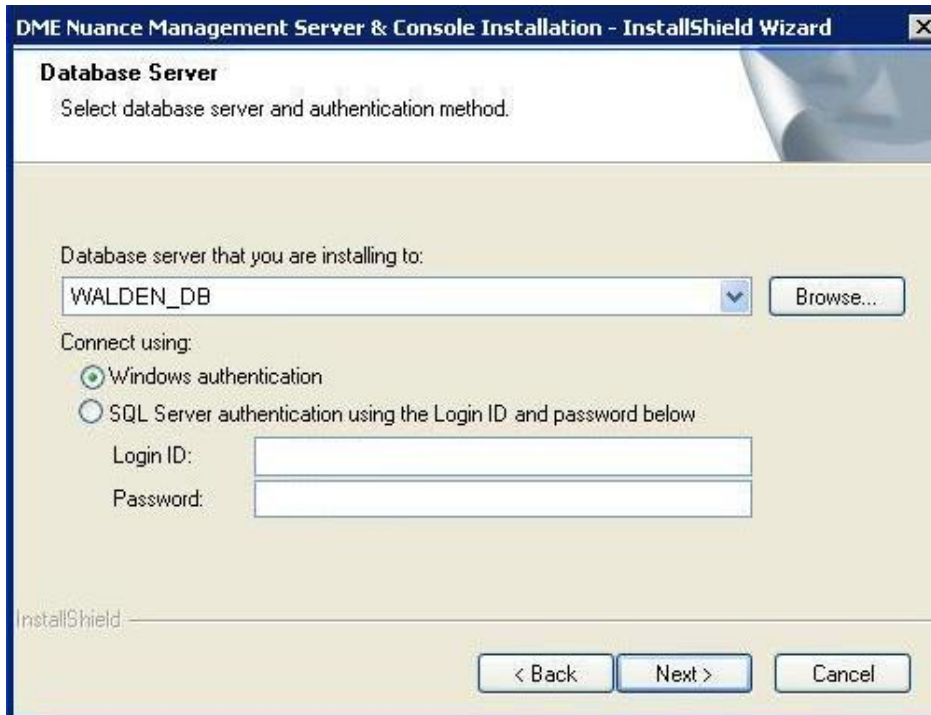 DME Nuance Management Server & Console Installation - InstallShield Wizard
Database Server
Select database server and authentication method.
Database server that you are installing to:
WALDEN_DB
Browse...
Connect using:
Windows authentication
SQL Server authentication using the Login ID and password below
Login ID:
Password:
InstallShield
< Back
Next >
Cancel